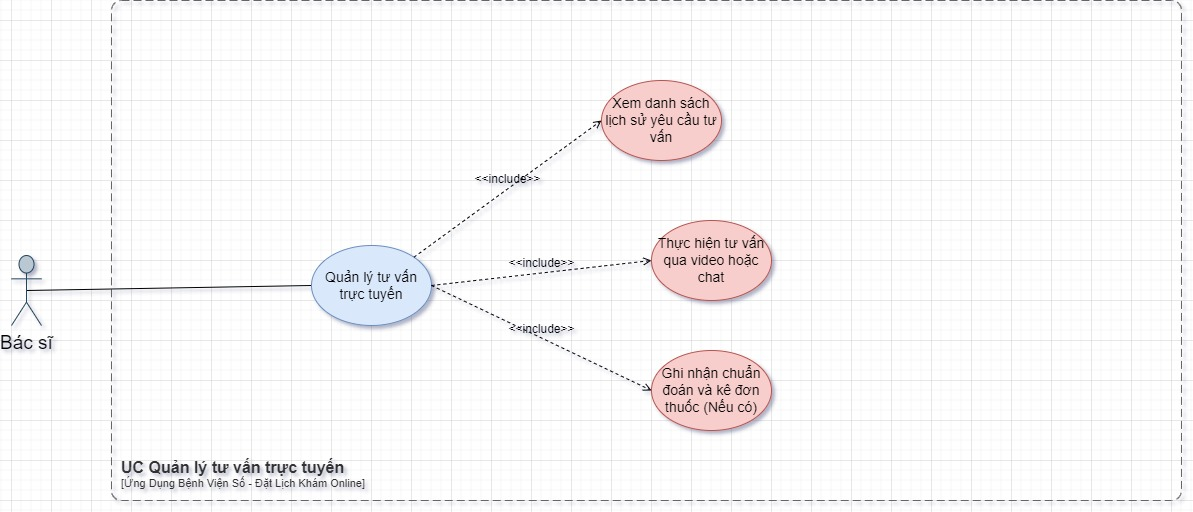 Xem danh sách
lịch sử yêu cầu tư
vấn
<<include>>
Thực hiện tư vấn
qua video hoặc
chat
<<include>>
Quản lý tư vấn
trực tuyến
<<include>>
Bác sĩ
Ghi nhận chuẩn
đoán và kê đơn
thuốc (Nếu có)
UC Quản lý tư vấn trực tuyến
[Ứng Dụng Bệnh Viện Số - Đặt Lịch Khám Online]